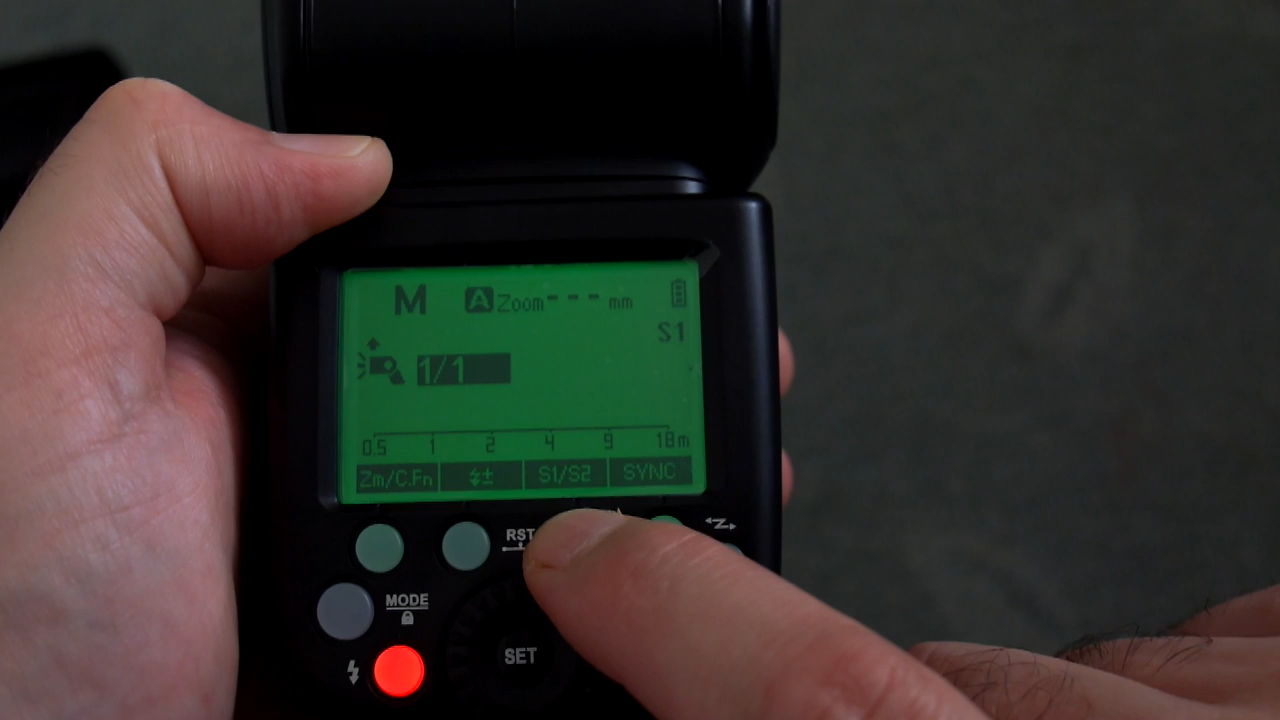 M A Zoom --- mm
S1
1/1
0.5 1 2 4 9 18 m
Zm/C.Fn ± S1/S2 SYNC
RST
MODE
SET